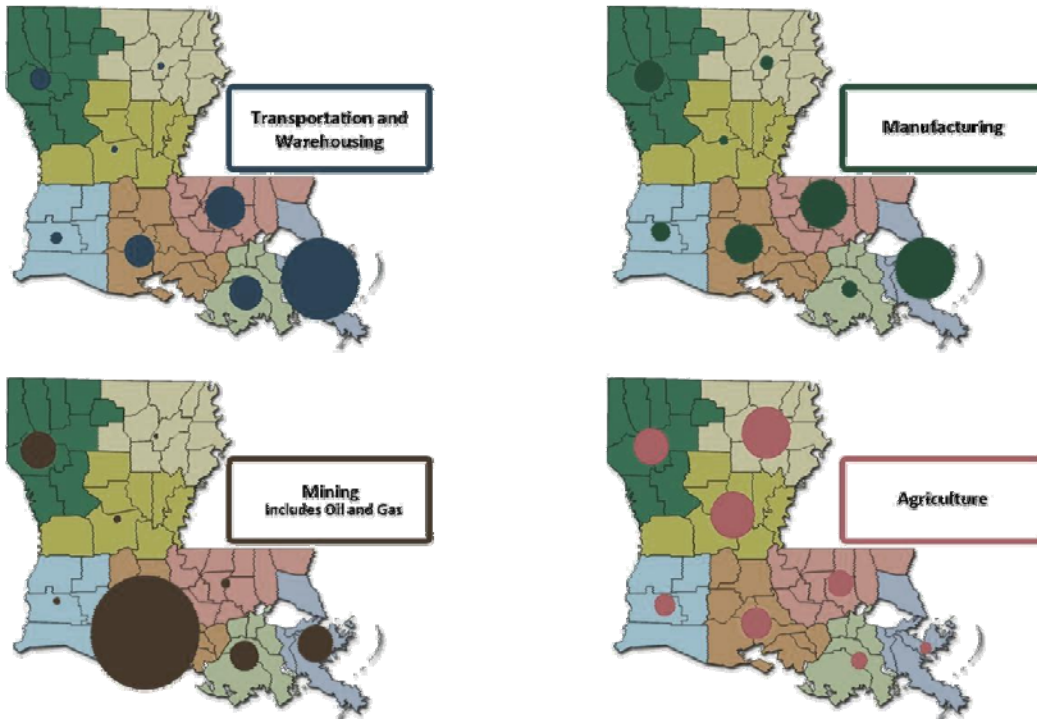 Transportation and
Warehousing
Manufacturing
Mining
Includes Oil and Gas
Agriculture